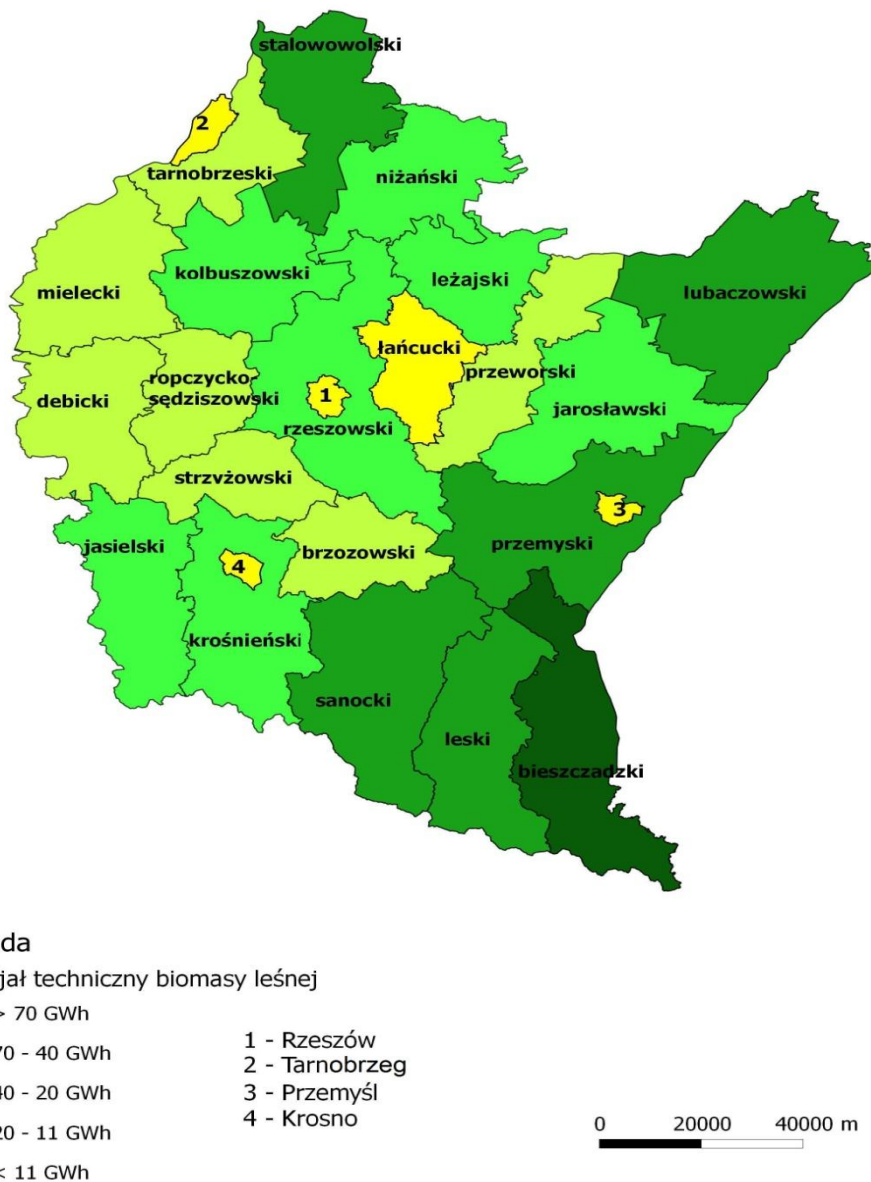 stalowowolski
2
tarnobrzeski
niżański
kolbuszowski
leżajski
mielecki
lubaczowski
łańcucki
ropczycko-
sędziszowski
debicki
1
przeworski
jarosławski
rzeszowski
strzvżowski
3
przemyski
jasielski
brzozowski
4
krośnieński
sanocki
leski
bieszczadzki
da
jał techniczny biomasy leśnej
> 70 GWh
70 - 40 GWh
40 - 20 GWh
20 - 11 GWh
< 11 GWh
1 - Rzeszów
2 - Tarnobrzeg
3 - Przemyśl
4 - Krosno
0 20000 40000 m